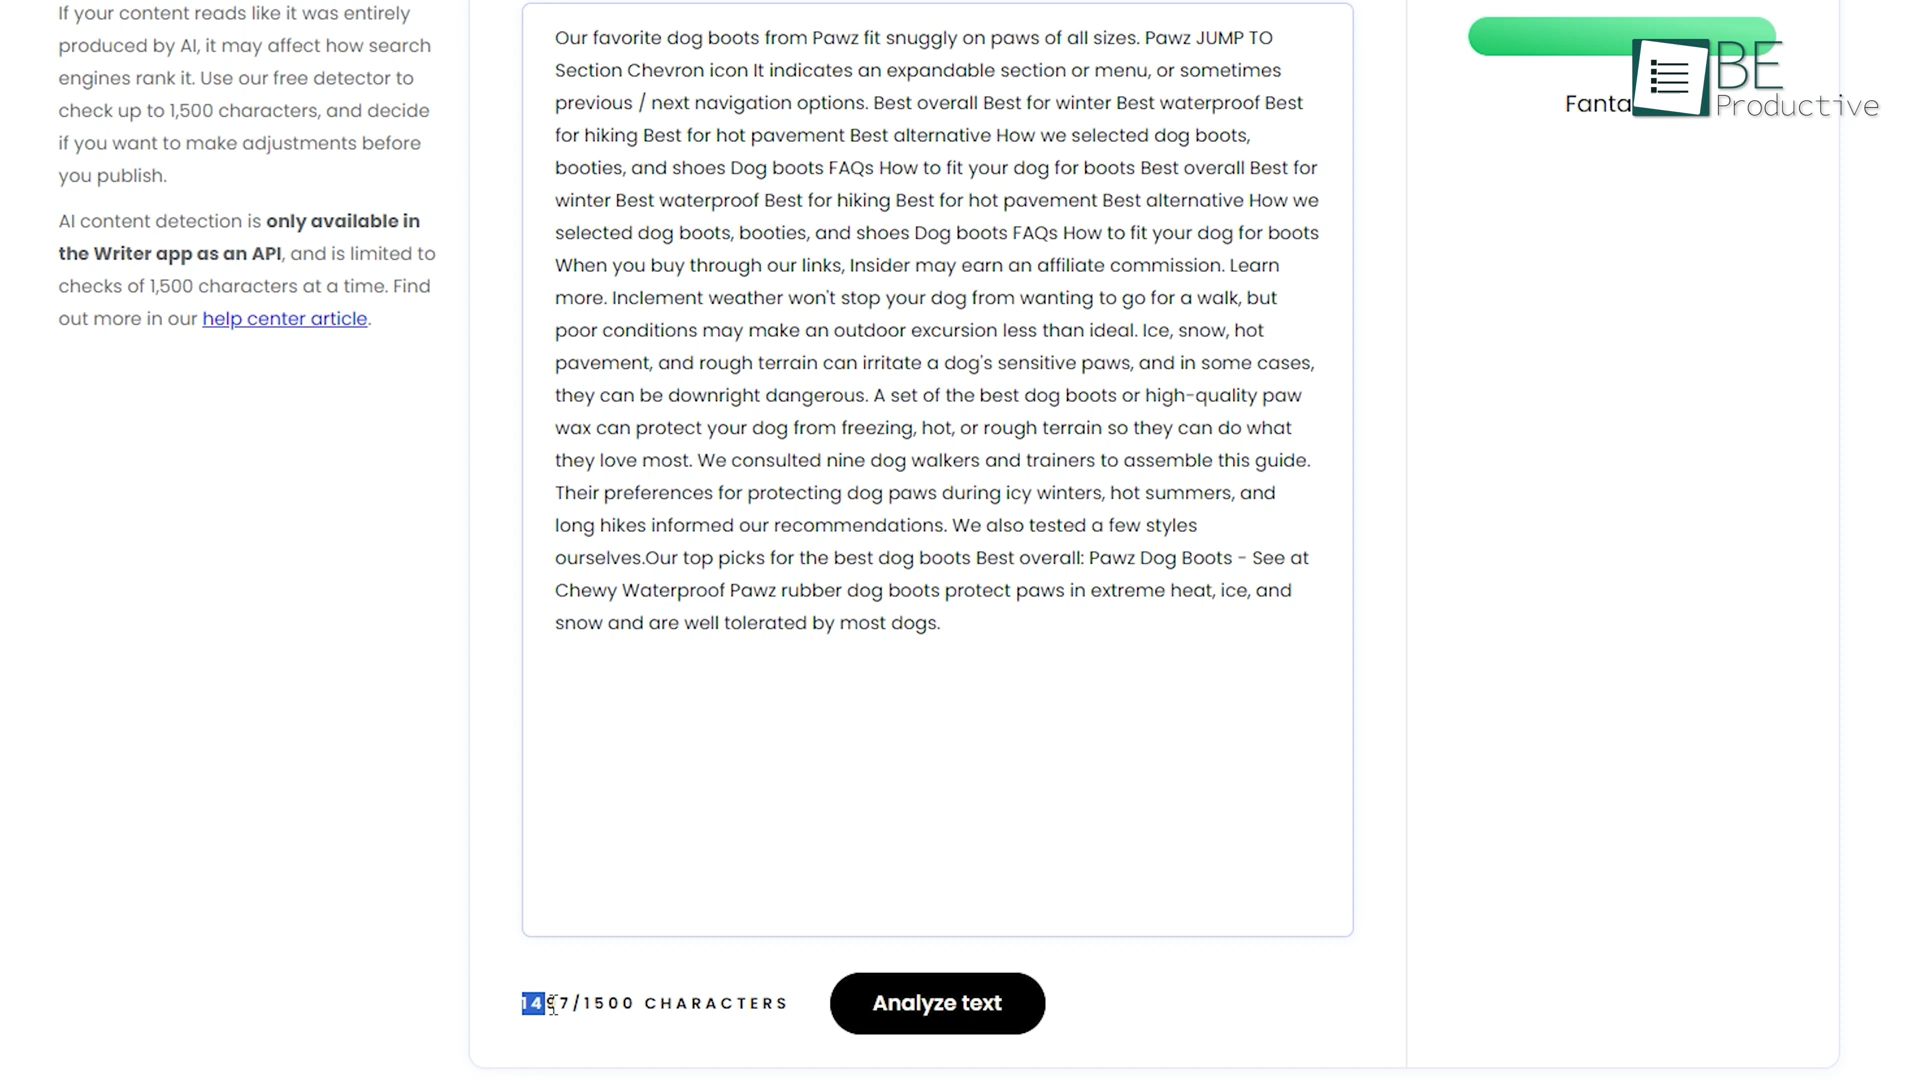 If your content reads like it was entirely
produced by AI, it may affect how search
engines rank it. Use our free detector to
check up to 1,500 characters, and decide
if you want to make adjustments before
you publish.
AI content detection is only available in
the Writer app as an API, and is limited to
checks of 1,500 characters at a time. Find
out more in our help center article.
Our favorite dog boots from Pawz fit snuggly on paws of all sizes. Pawz JUMP TO
Section Chevron icon It indicates an expandable section or menu, or sometimes
previous / next navigation options. Best overall Best for winter Best waterproof Best
for hiking Best for hot pavement Best alternative How we selected dog boots,
booties, and shoes Dog boots FAQs How to fit your dog for boots Best overall Best for
winter Best waterproof Best for hiking Best for hot pavement Best alternative How we
selected dog boots, booties, and shoes Dog boots FAQs How to fit your dog for boots
When you buy through our links, Insider may earn an affiliate commission. Learn
more. Inclement weather won't stop your dog from wanting to go for a walk, but
poor conditions may make an outdoor excursion less than ideal. Ice, snow, hot
pavement, and rough terrain can irritate a dog's sensitive paws, and in some cases,
they can be downright dangerous. A set of the best dog boots or high-quality paw
wax can protect your dog from freezing, hot, or rough terrain so they can do what
they love most. We consulted nine dog walkers and trainers to assemble this guide.
Their preferences for protecting dog paws during icy winters, hot summers, and
long hikes informed our recommendations. We also tested a few styles
ourselves.Our top picks for the best dog boots Best overall: Pawz Dog Boots - See at
Chewy Waterproof Pawz rubber dog boots protect paws in extreme heat, ice, and
snow and are well tolerated by most dogs.
1497/1500 CHARACTERS
Analyze text
BE
Productive